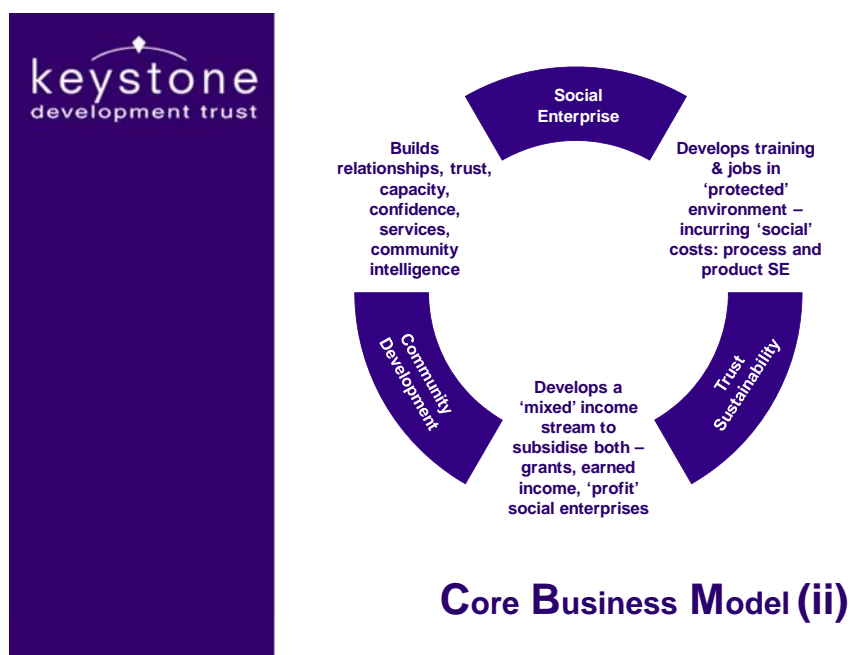 keystone
development trust
Social
Enterprise
Builds
relationships, trust,
capacity,
confidence,
services,
community
intelligence
Develops training
& jobs in
‘protected’
environment –
incurring ‘social’
costs: process and
product SE
Community
Development
Trust
Sustainability
Develops a
‘mixed’ income
stream to
subsidise both –
grants, earned
income, ‘profit’
social enterprises
Core Business Model (ii)